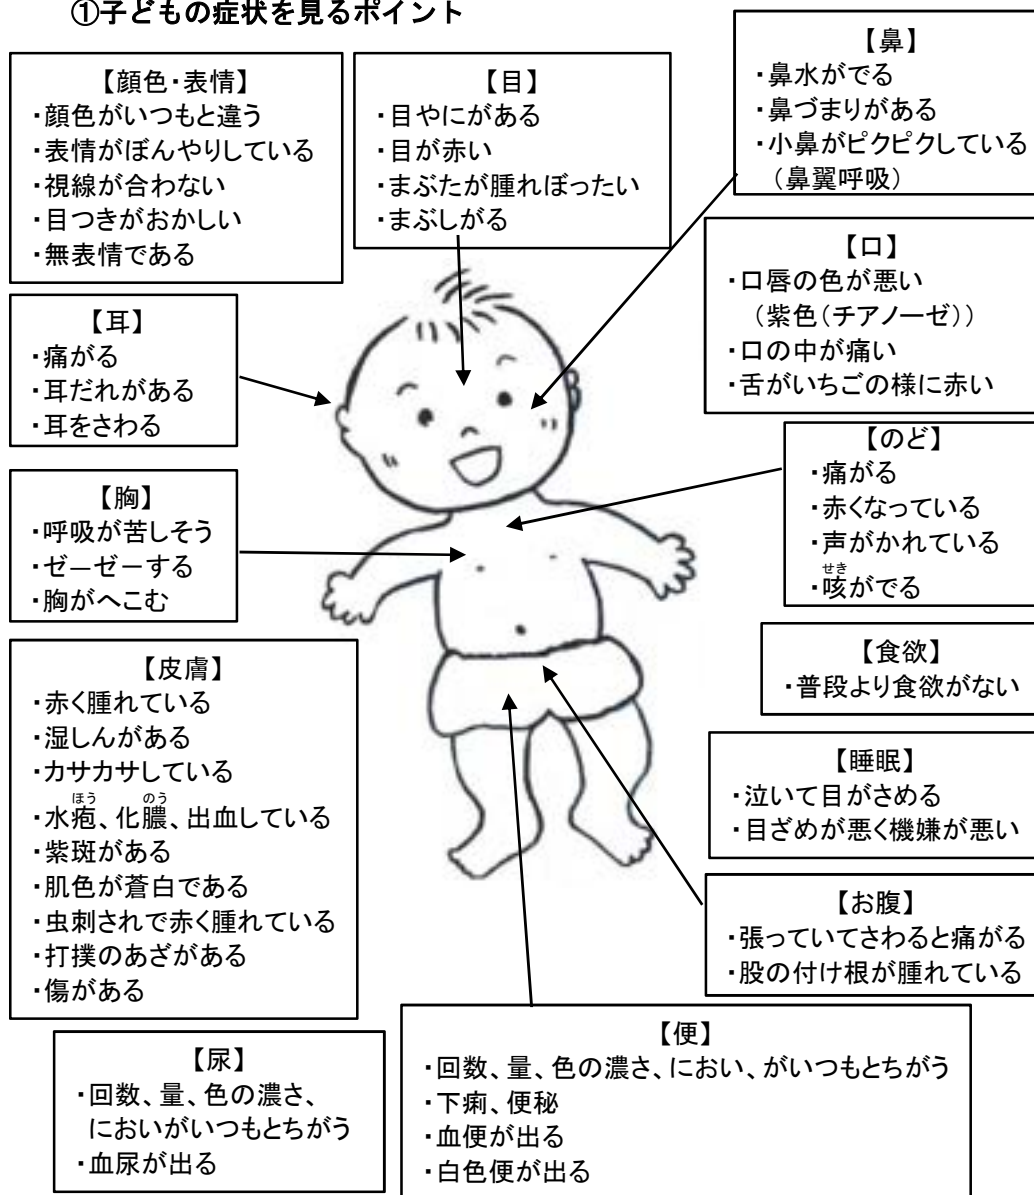 ①子どもの症状を見るポイント
【顔色・表情】
・顔色がいつもと違う
・表情がぼんやりしている
・視線が合わない
・目つきがおかしい
・無表情である
【目】
・目やにがある
・目が赤い
・まぶたが腫れぼったい
・まぶしがる
【鼻】
・鼻水がでる
・鼻づまりがある
・小鼻がピクピクしている
（鼻翼呼吸）
【耳】
・痛がる
・耳だれがある
・耳をさわる
【口】
・口唇の色が悪い
（紫色（チアノーゼ））
・口の中が痛い
・舌がいちごの様に赤い
【胸】
・呼吸が苦しそう
・ゼーゼーする
・胸がへこむ
【のど】
・痛がる
・赤くなっている
・声がかれている
せき
・咳がでる
【皮膚】
・赤く腫れている
・湿しんがある
・カサカサしている
ほう のう
・水疱、化膿、出血している
・紫斑がある
・肌色が蒼白である
・虫刺されで赤く腫れている
・打撲のあざがある
・傷がある
【食欲】
・普段より食欲がない
【睡眠】
・泣いて目がさめる
・目ざめが悪く機嫌が悪い
【お腹】
・張っていてさわると痛がる
・股の付け根が腫れている
【尿】
・回数、量、色の濃さ、
においがいつもとちがう
・血尿が出る
【便】
・回数、量、色の濃さ、におい、がいつもとちがう
・下痢、便秘
・血便が出る
・白色便が出る